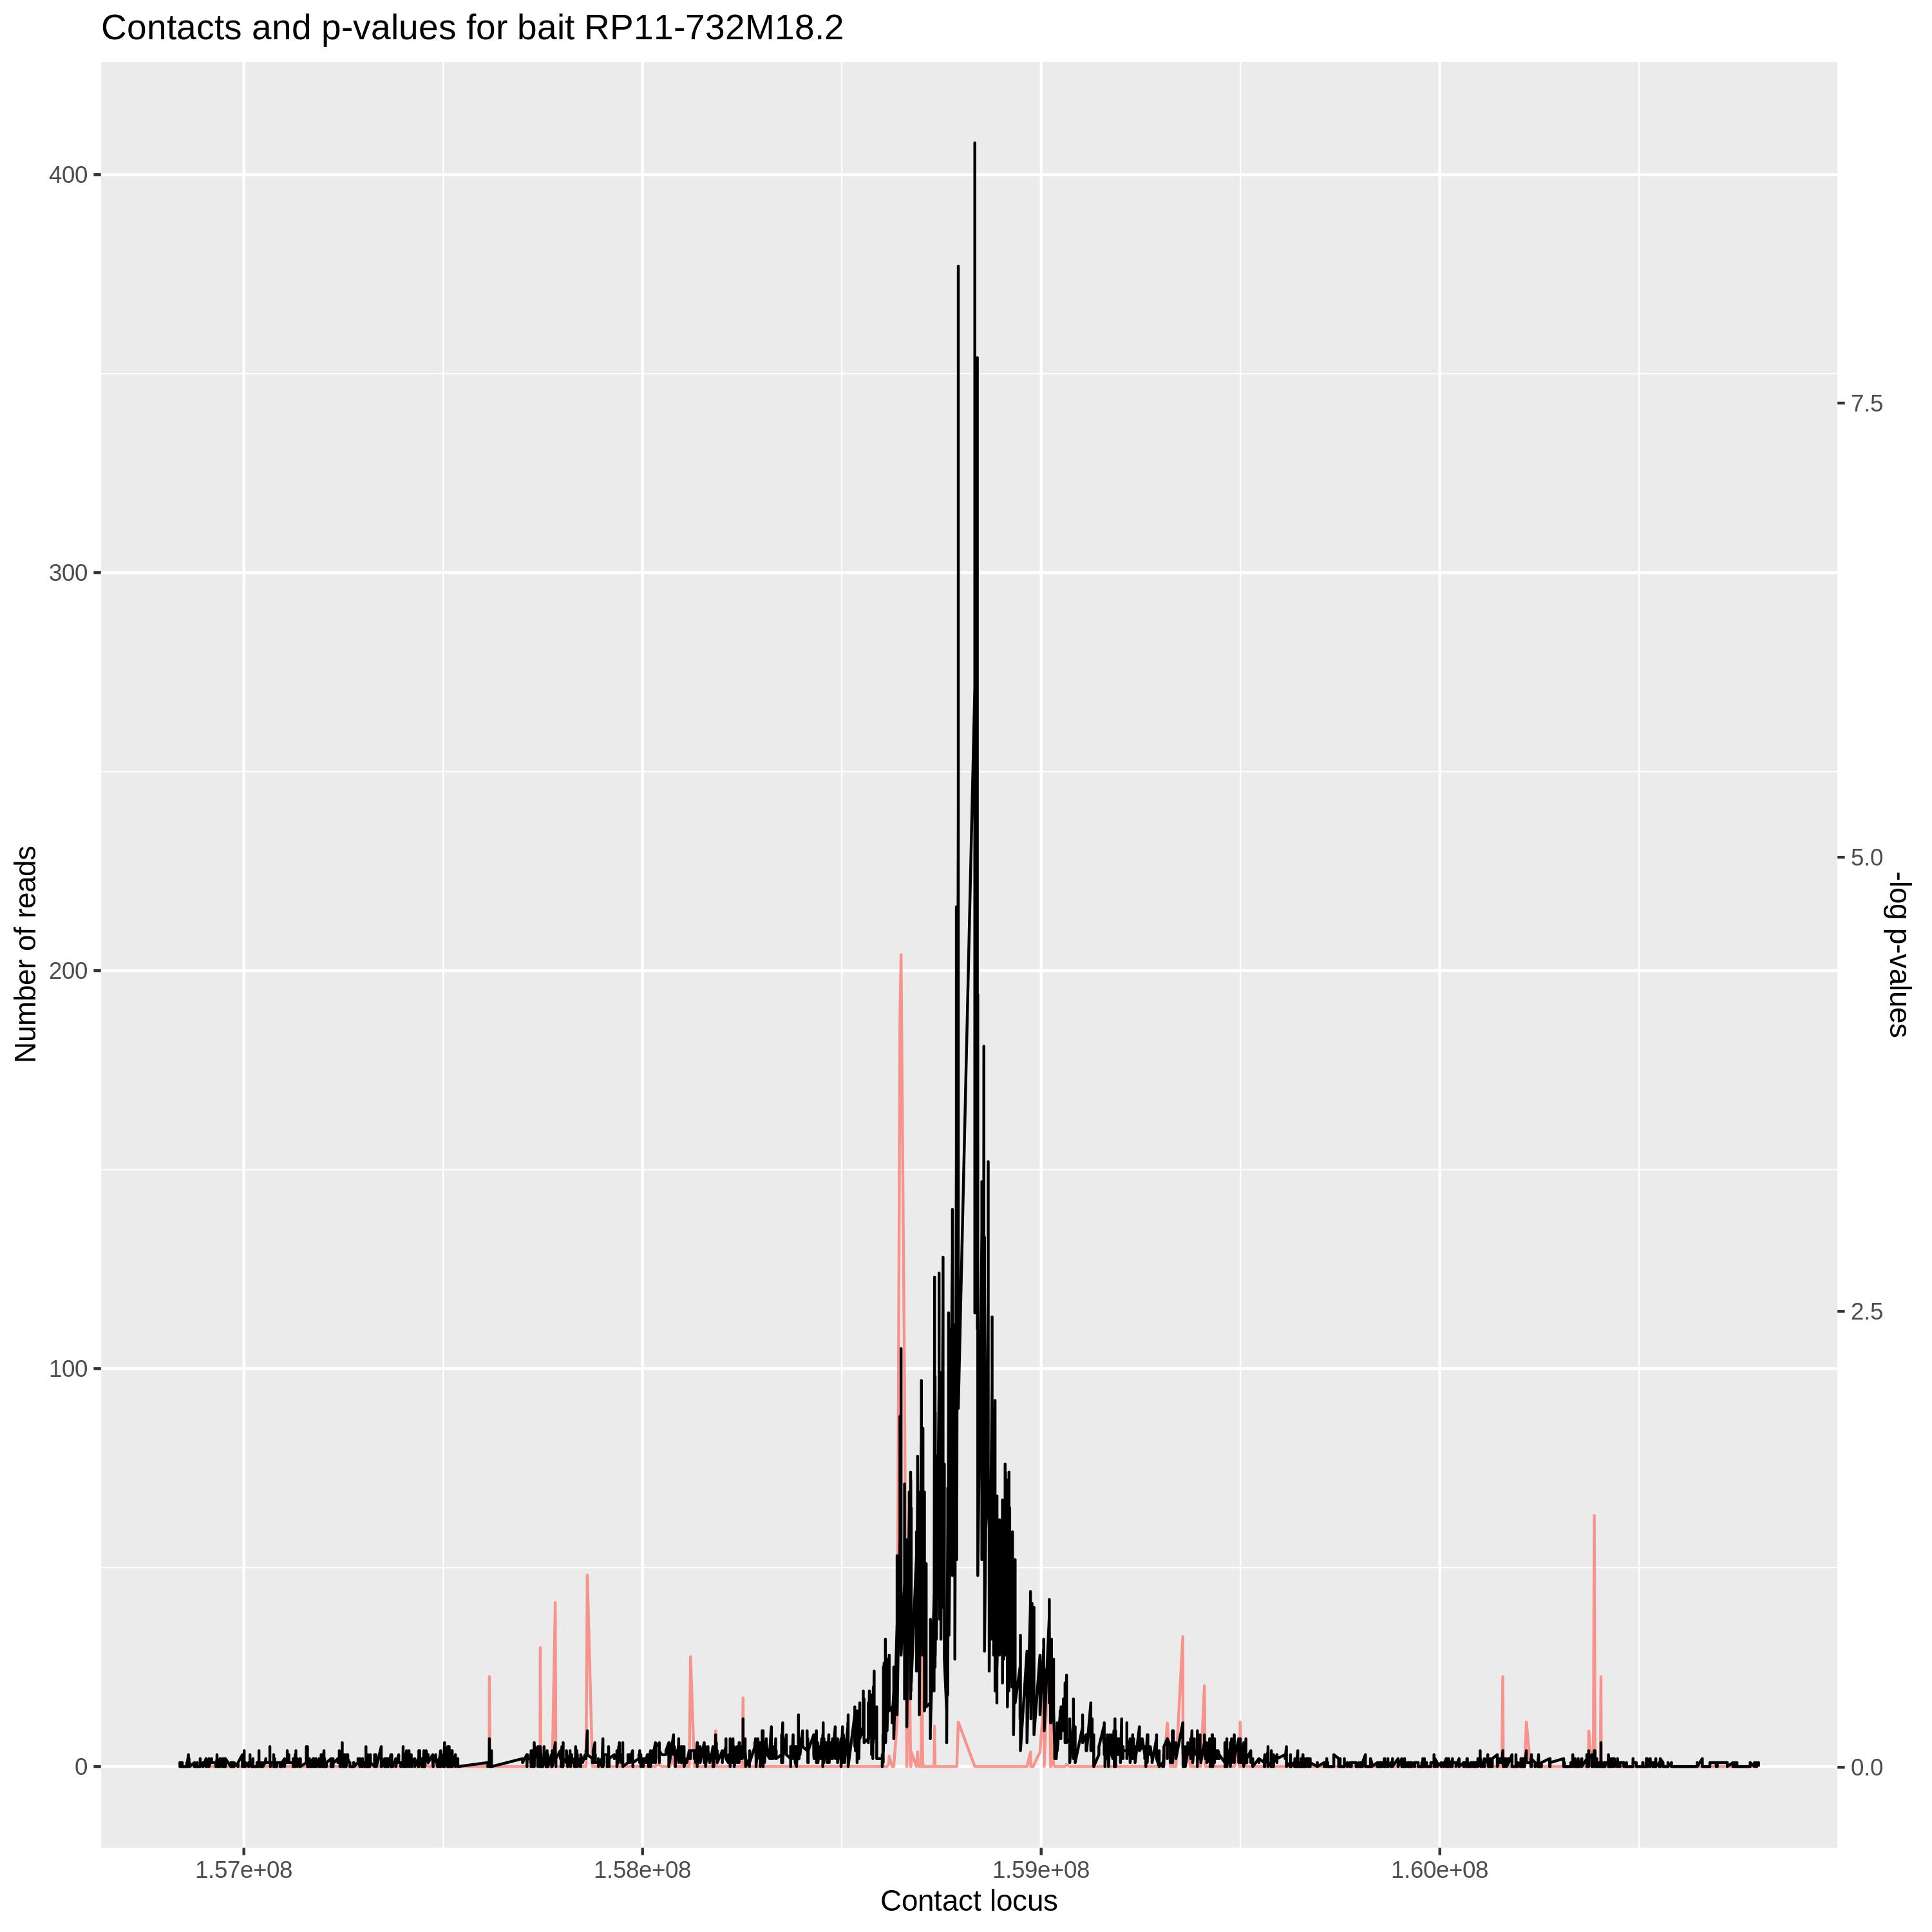 Contacts and p-values for bait RP11-732M18.2
400
300
200
100
0
Number of reads
7.5
5.0
2.5
0.0
-log p-values
1.57e+08
1.58e+08
1.59e+08
1.60e+08
Contact locus